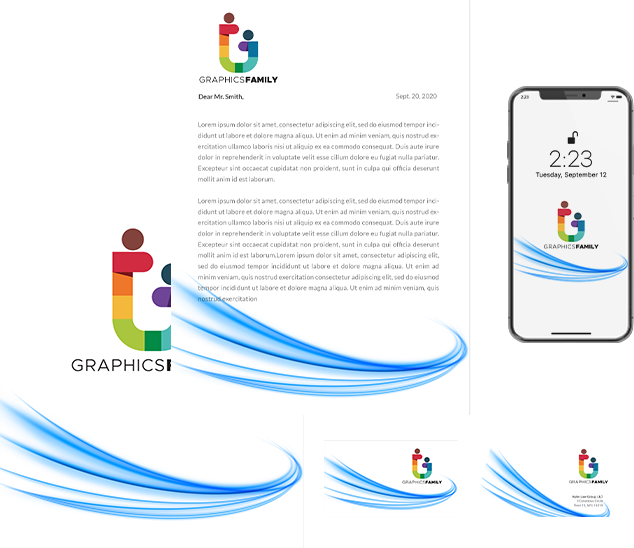 GRAPHICSFAMILY
Dear Mr. Smith,
Sept. 20, 2020
Lorem ipsum dolor sit amet, consectetur adipiscing elit, sed do eiusmod tempor inci-
didunt ut labore et dolore magna aliqua. Ut enim ad minim veniam, quis nostrud ex-
ercitation ullamco laboris nisi ut aliquip ex ea commodo consequat. Duis aute irure
dolor in reprehenderit in voluptate velit esse cillum dolore eu fugiat nulla pariatur.
Excepteur sint occaecat cupidatat non proident, sunt in culpa qui officia deserunt
mollit anim id est laborum.
Lorem ipsum dolor sit amet, consectetur adipiscing elit, sed do eiusmod tempor inci-
didunt ut labore et dolore magna aliqua. Ut enim ad minim veniam, quis nostrud ex-
ercitation ullamco laboris nisi ut aliquip ex ea commodo consequat. Duis aute irure
dolor in reprehenderit in voluptate velit esse cillum dolore eu fugiat nulla pariatur.
Excepteur sint occaecat cupidatat non proident, sunt in culpa qui officia deserunt
mollit anim id est laborum.Lorem ipsum dolor sit amet, consectetur adipiscing elit,
sed do eiusmod tempor incididunt ut labore et dolore magna aliqua. Ut enim ad
minim veniam, quis nostrud exercitation adipiscing elit, sed do eiusmod
tempor incididunt ut labore et dolore magna aliqua. Ut enim ad minim veniam, quis
nostrud exercitation
2:23
2:23
Tuesday, September 12
GRAPHICSFAMILY
GRAPHICSF
GRAPHICSFAMILY
GRAPHICSFAMILY